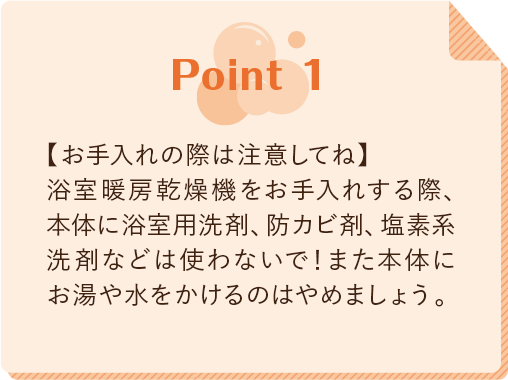 Point 1
【お手入れの際は注意してね】
浴室暖房乾燥機をお手入れする際、
本体に浴室用洗剤、防カビ剤、塩素系
洗剤などは使わないで！また本体に
お湯や水をかけるのはやめましょう。